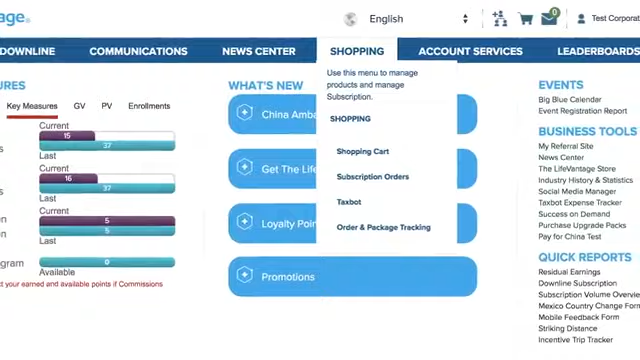 age.
English
0
Test Corporat
DOWNLINE
COMMUNICATIONS
NEWS CENTER
SHOPPING
ACCOUNT SERVICES
LEADERBOARDS
URES
Key Measures
GV
PV
Enrollments
Current
15
37
Last
Current
16
37
Last
Current
5
5
Last
ogram
0
Available
t your earned and available points if Commissions
WHAT'S NEW
China Amba
Get The Life
Loyalty Poin
Promotions
Use this menu to manage
products and manage
Subscription.
SHOPPING
Shopping Cart
Subscription Orders
Taxbot
Order & Package Tracking
EVENTS
Big Blue Calender
Event Registration Report
BUSINESS TOOLS
My Referral Site
News Center
The LifeVantage Store
Industry History & Statistics
Social Media Manager
Taxbot Expense Tracker
Success on Demand
Purchase Upgrade Packs
Pay for China Test
QUICK REPORTS
Residual Earnings
Downline Subscription
Subscription Volume Overview
Mexico Country Change Form
Mobile Feedback Form
Striking Distance
Incentive Trip Tracker